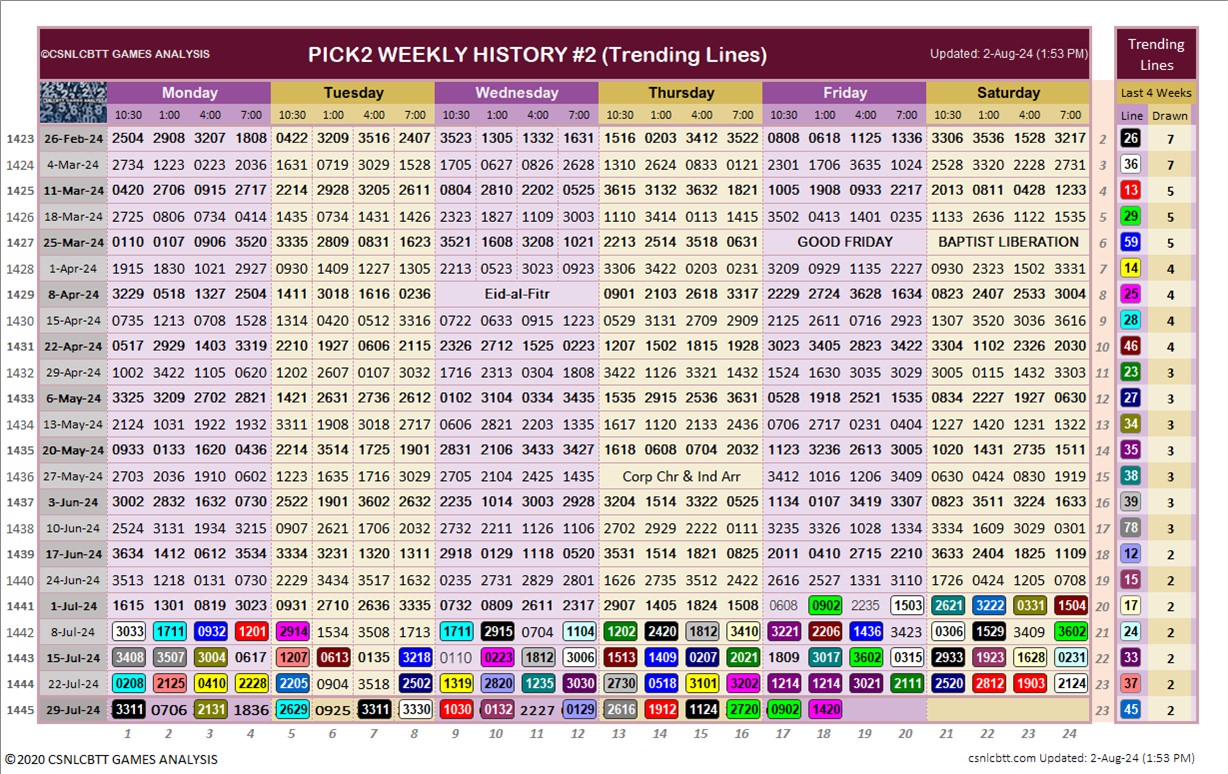 ©CSNLCBTT GAMES ANALYSIS PICK2 WEEKLY HISTORY #2 (Trending Lines) Updated: 2-Aug-24 (1:53 PM) Trending Lines
Monday Tuesday Wednesday Thursday Friday Saturday Last 4 Weeks
10:30 1:00 4:00 7:00 10:30 1:00 4:00 7:00 10:30 1:00 4:00 7:00 10:30 1:00 4:00 7:00 10:30 1:00 4:00 7:00 10:30 1:00 4:00 7:00 Line Drawn
1423 26-Feb-24 2504 2908 3207 1808 0422 3209 3516 2407 3523 1305 1332 1631 1516 0203 3412 3522 0808 0618 1125 1336 3306 3536 1528 3217 2 26 7
1424 4-Mar-24 2734 1223 0223 2036 1631 0719 3029 1528 1705 0627 0826 2628 1310 2624 0833 0121 2301 1706 3635 1024 2528 3320 2228 2731 3 36 7
1425 11-Mar-24 0420 2706 0915 2717 2214 2928 3205 2611 0804 2810 2202 0525 3615 3132 3632 1821 1005 1908 0933 2217 2013 0811 0428 1233 4 13 5
1426 18-Mar-24 2725 0806 0734 0414 1435 0734 1431 1426 2323 1827 1109 3003 1110 3414 0113 1415 3502 0413 1401 0235 1133 2636 1122 1535 5 29 5
1427 25-Mar-24 0110 0107 0906 3520 3335 2809 0831 1623 3521 1608 3208 1021 2213 2514 3518 0631 GOOD FRIDAY BAPTIST LIBERATION 6 59 5
1428 1-Apr-24 1915 1830 1021 2927 0930 1409 1227 1305 2213 0523 3023 0923 3306 3422 0203 0231 3209 0929 1135 2227 0930 2323 1502 3331 7 14 4
1429 8-Apr-24 3229 0518 1327 2504 1411 3018 1616 0239 Eid-al-Fitr 0901 2103 2618 3317 2229 2724 3628 1634 0823 2407 2533 3004 8 25 4
1430 15-Apr-24 0735 1213 0708 1528 1314 0420 0512 3316 0722 0633 0915 1223 0529 3131 2709 2909 2125 2611 0716 2923 1307 3520 3036 3616 9 28 4
1431 22-Apr-24 0517 2929 1403 3319 2210 1927 0606 2115 2326 2712 1525 0223 1207 1502 1815 1928 3023 3405 2823 3422 3304 1102 2326 2030 10 46 4
1432 29-Apr-24 1002 3422 1105 0620 1202 2607 0107 3032 1716 2313 0304 1808 3422 1126 3321 1432 1524 1630 3035 3029 3005 0115 1432 3303 11 23 3
1433 6-May-24 3325 3209 2702 2821 1421 2631 2736 2612 0102 3104 0334 3435 1535 2915 2536 3631 0528 1918 2521 1535 0834 2227 1927 0630 12 27 3
1434 13-May-24 2124 1031 1922 1932 3311 1908 3018 2717 0606 2821 2203 1335 1617 1120 2133 2436 0706 2717 0231 0404 1227 1420 1231 1322 13 34 3
1435 20-May-24 0933 0133 1620 0436 2214 3514 1725 1901 2831 2106 3433 3427 1618 0608 0704 2032 1123 3236 2613 3005 1020 1431 2735 1511 14 35 3
1436 27-May-24 2703 2036 1910 0602 1223 1635 1716 3023 2705 2104 2425 1435 Corp Chr & Ind Arr 3412 1016 1206 3409 0630 0424 0830 1919 15 38 3
1437 3-Jun-24 3002 2832 1632 0730 2522 1901 3602 2632 2235 1014 3003 2928 3204 1514 3322 0525 1134 0107 3419 3307 0823 3511 3224 1633 16 39 3
1438 10-Jun-24 2524 3131 1934 3215 0907 2621 1706 2032 2732 2211 1126 1106 2702 2929 2222 0111 3235 3326 1028 1334 3334 1609 3029 0301 17 78 3
1439 17-Jun-24 3634 1412 0612 3534 3334 3231 1320 1311 2918 0129 1118 0520 3531 1514 1821 0825 2011 0410 2715 2210 3633 2404 1825 1109 18 12 2
1440 24-Jun-24 3513 1218 0131 0730 2229 3434 3517 1632 0235 2731 2829 2801 1626 2735 3512 2422 2616 2527 1331 3110 1726 0424 1205 0708 19 15 2
1441 1-Jul-24 1615 1301 0819 3023 0931 2710 2636 3335 0732 0809 2611 2317 2907 1405 1824 1508 0608 0902 2235 1503 2621 3222 0331 1504 20 17 2
1442 8-Jul-24 3033 1711 0932 1201 2914 1534 3508 1713 1711 2915 0704 1104 1202 2420 1812 3410 3221 2206 1436 3423 0306 1529 3409 3602 21 24 2
1443 15-Jul-24 3408 3507 3004 0617 1207 0613 0135 3218 0110 0223 1812 3006 1513 1409 0207 2021 1809 3017 3602 0315 2933 1923 1628 0231 22 33 2
1444 22-Jul-24 0208 2125 0410 2228 2205 0904 3518 2502 1319 2820 1235 3030 2730 0518 3101 3202 1214 1214 3021 2111 2520 2812 1903 2124 23 37 2
1445 29-Jul-24 3311 0706 2131 1836 2629 0925 3311 3330 1030 0132 2227 0129 2616 1912 1124 2720 0902 1420 23 45 2
1 2 3 4 5 6 7 8 9 10 11 12 13 14 15 16 17 18 19 20 21 22 23 24
©2020 CSNLCBTT GAMES ANALYSIS csnlcbtt.com Updated: 2-Aug-24 (1:53 PM)